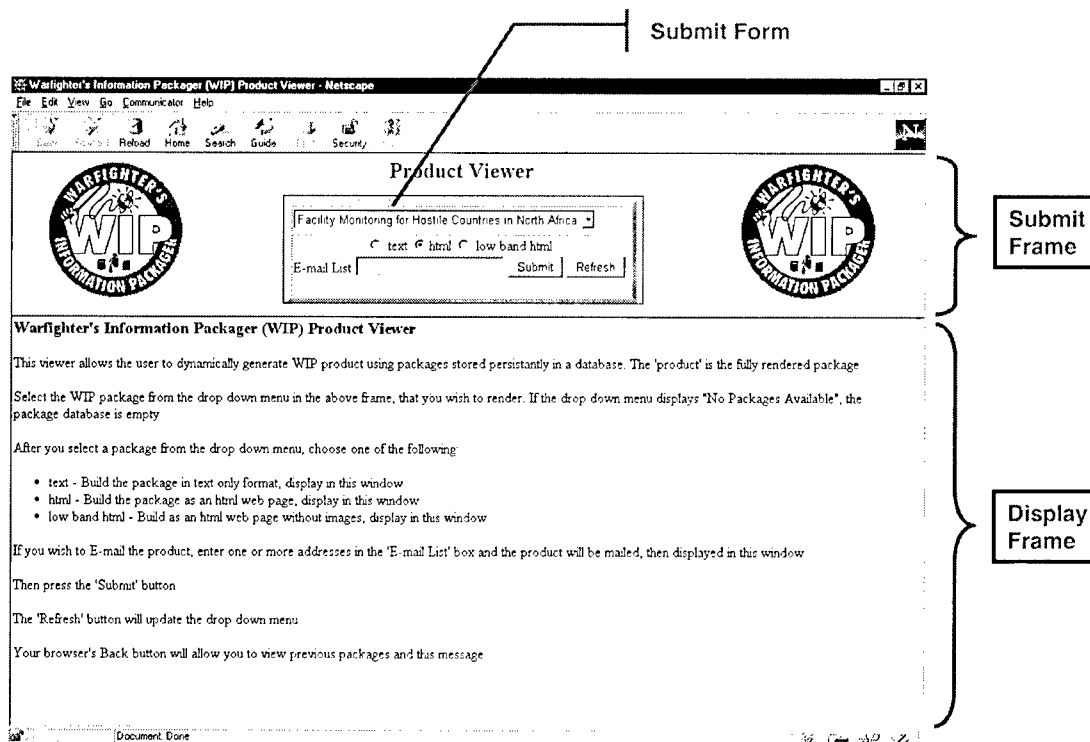 Submit Form
Warfighter's Information Packager (WIP) Product Viewer - Netscape
File Edit View Go Communicator Help
Reload Home Search Guide Security
N
Product Viewer
WARFIGHTER'S
WIP
INFORMATION PACKAGER
Facility Monitoring for Hostile Countries in North Africa
text html low band html
E-mail List Submit Refresh
WARFIGHTER'S
WIP
INFORMATION PACKAGER
Submit
Frame
Warfighter's Information Packager (WIP) Product Viewer
This viewer allows the user to dynamically generate WIP product using packages stored persistantly in a database. The 'product' is the fully rendered package
Select the WIP package from the drop down menu in the above frame, that you wish to render. If the drop down menu displays "No Packages Available", the
package database is empty
After you select a package from the drop down menu, choose one of the following:
• text - Build the package in text only format, display in this window
• html - Build the package as an html web page, display in this window
• low band html - Build as an html web page without images, display in this window
If you wish to E-mail the product, enter one or more addresses in the 'E-mail List' box and the product will be mailed, then displayed in this window
Then press the 'Submit' button
The 'Refresh' button will update the drop down menu
Your browser's Back button will allow you to view previous packages and this message
Display
Frame
Document: Done